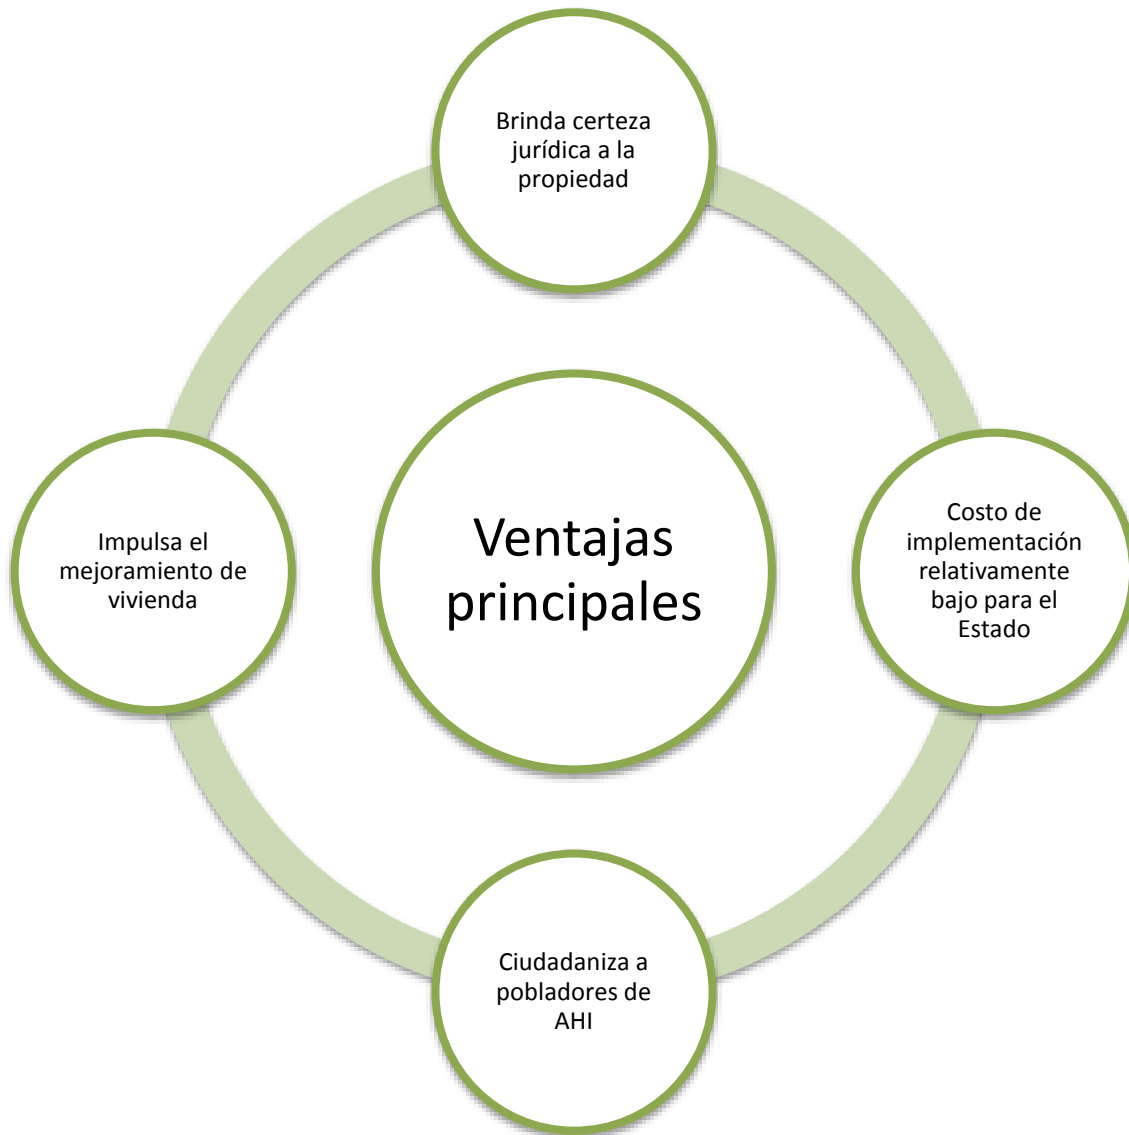 Brinda certeza
jurídica a la
propiedad
Impulsa el
mejoramiento de
vivienda
Ventajas
principales
Costo de
implementación
relativamente
bajo para el
Estado
Ciudadaniza a
pobladores de
AHI